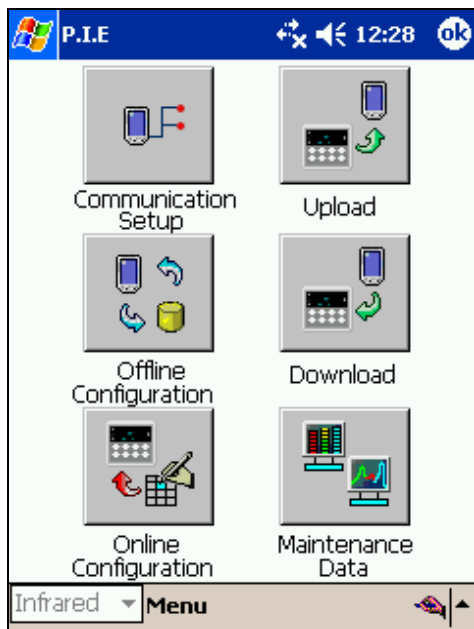 P.I.E 12:28 ok
Communication
Setup
Upload
Offline
Configuration
Download
Online
Configuration
Maintenance
Data
Infrared Menu